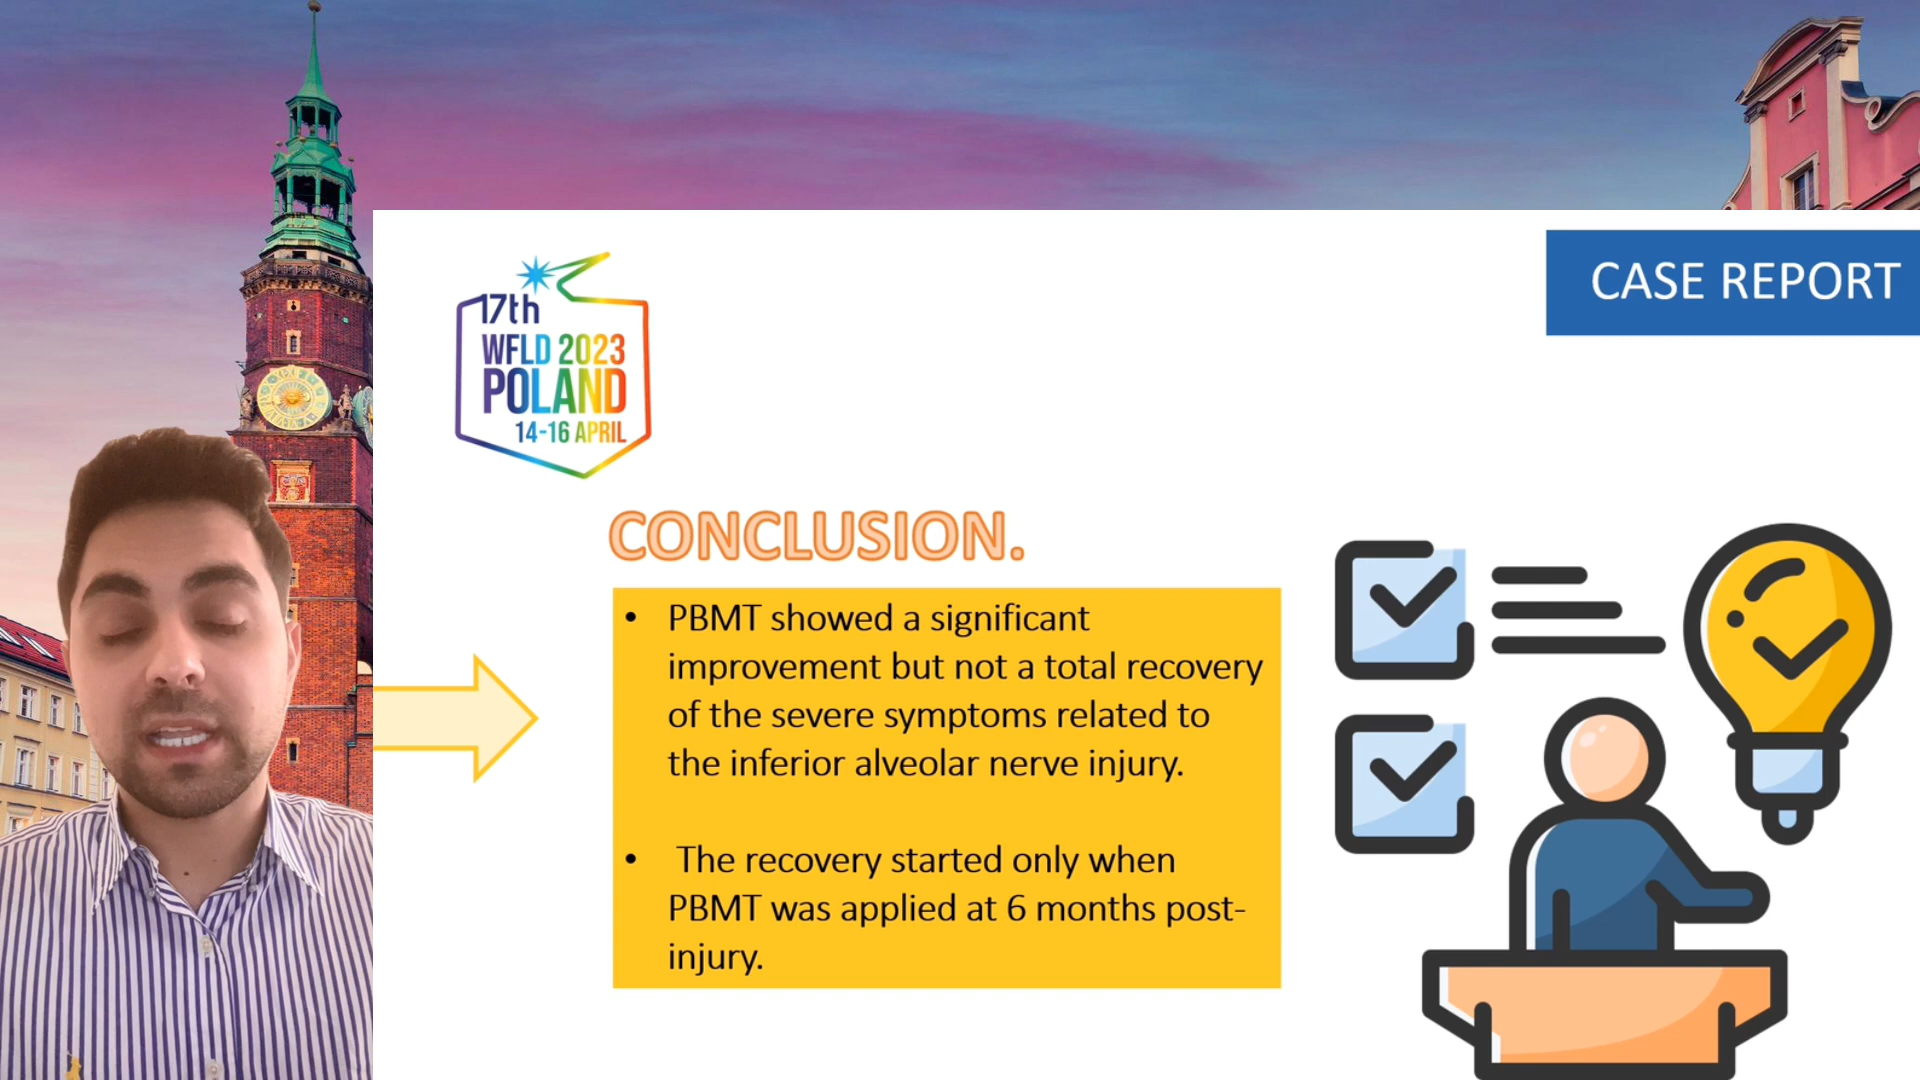 CASE REPORT
17th
WFLD 2023
POLAND
14-16 APRIL
CONCLUSION.
• PBMT showed a significant
improvement but not a total recovery
of the severe symptoms related to
the inferior alveolar nerve injury.
• The recovery started only when
PBMT was applied at 6 months post-
injury.